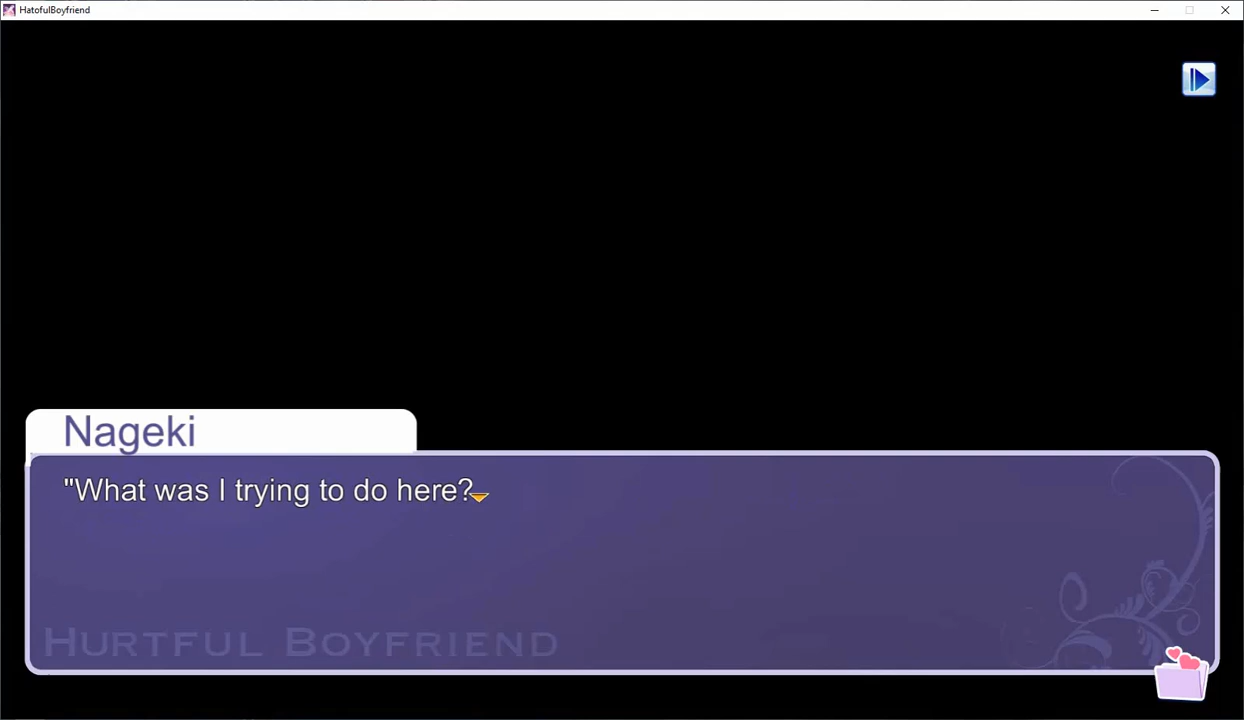 HatofulBoyfriend
Nageki
"What was I trying to do here?
HURTFUL BOYFRIEND